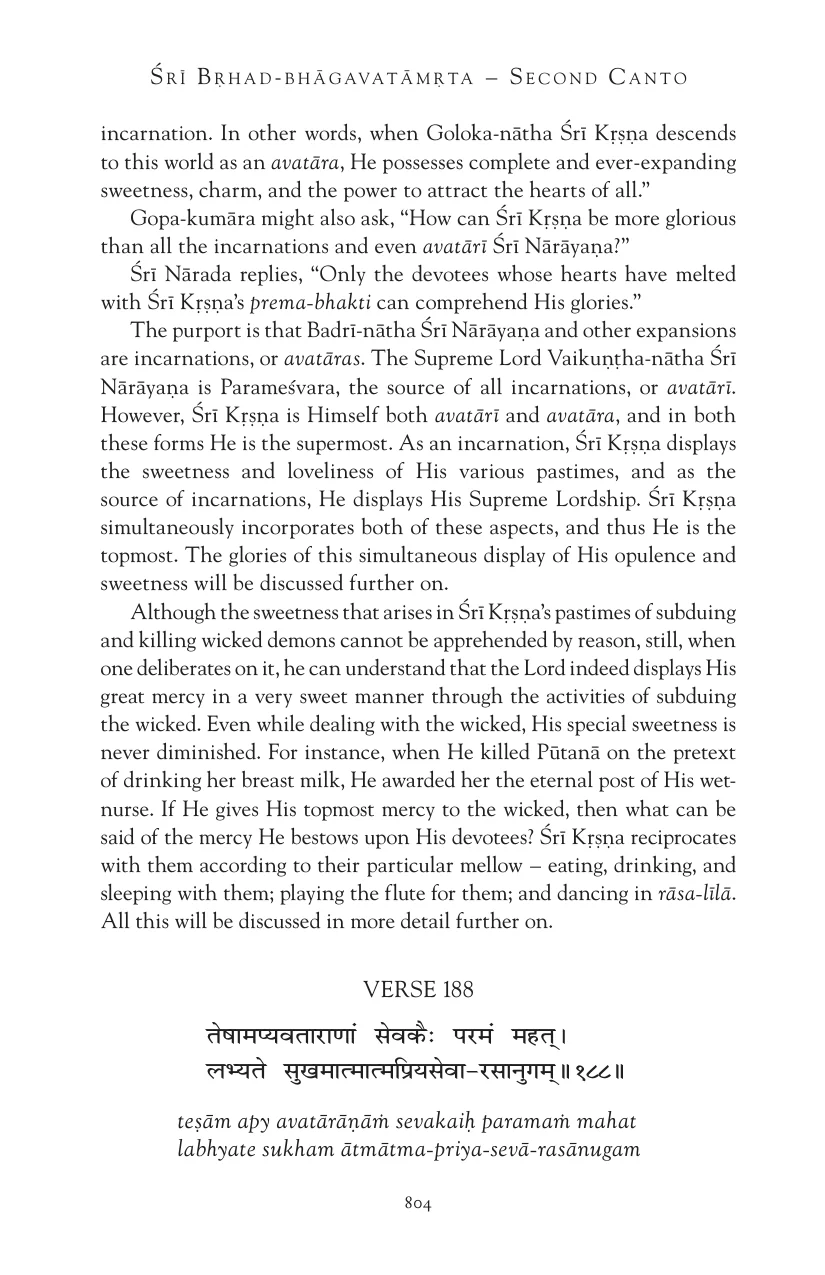 Śrī Bṛhad-bhāgavatāmṛta – Second Canto
incarnation. In other words, when Goloka-nātha Śrī Kṛṣṇa descends
to this world as an avatāra, He possesses complete and ever-expanding
sweetness, charm, and the power to attract the hearts of all.”
Gopa-kumāra might also ask, “How can Śrī Kṛṣṇa be more glorious
than all the incarnations and even avatārī Śrī Nārāyaṇa?”
Śrī Nārada replies, “Only the devotees whose hearts have melted
with Śrī Kṛṣṇa’s prema-bhakti can comprehend His glories.”
The purport is that Badrī-nātha Śrī Nārāyaṇa and other expansions
are incarnations, or avatāras. The Supreme Lord Vaikuṇṭha-nātha Śrī
Nārāyaṇa is Parameśvara, the source of all incarnations, or avatārī.
However, Śrī Kṛṣṇa is Himself both avatārī and avatāra, and in both
these forms He is the supermost. As an incarnation, Śrī Kṛṣṇa displays
the sweetness and loveliness of His various pastimes, and as the
source of incarnations, He displays His Supreme Lordship. Śrī Kṛṣṇa
simultaneously incorporates both of these aspects, and thus He is the
topmost. The glories of this simultaneous display of His opulence and
sweetness will be discussed further on.
Although the sweetness that arises in Śrī Kṛṣṇa’s pastimes of subduing
and killing wicked demons cannot be apprehended by reason, still, when
one deliberates on it, he can understand that the Lord indeed displays His
great mercy in a very sweet manner through the activities of subduing
the wicked. Even while dealing with the wicked, His special sweetness is
never diminished. For instance, when He killed Pūtanā on the pretext
of drinking her breast milk, He awarded her the eternal post of His wet-
nurse. If He gives His topmost mercy to the wicked, then what can be
said of the mercy He bestows upon His devotees? Śrī Kṛṣṇa reciprocates
with them according to their particular mellow – eating, drinking, and
sleeping with them; playing the flute for them; and dancing in rāsa-līlā.
All this will be discussed in more detail further on.
VERSE 188
तेषामप्यवताराणां सेवकैः परमं महत्।
लभ्यते सुखमात्मात्मप्रियसेवा-रसानुगम्॥१८८॥
teṣām apy avatārāṇāṁ sevakaiḥ paramaṁ mahat
labhyate sukham ātmātma-priya-sevā-rasānugam
804